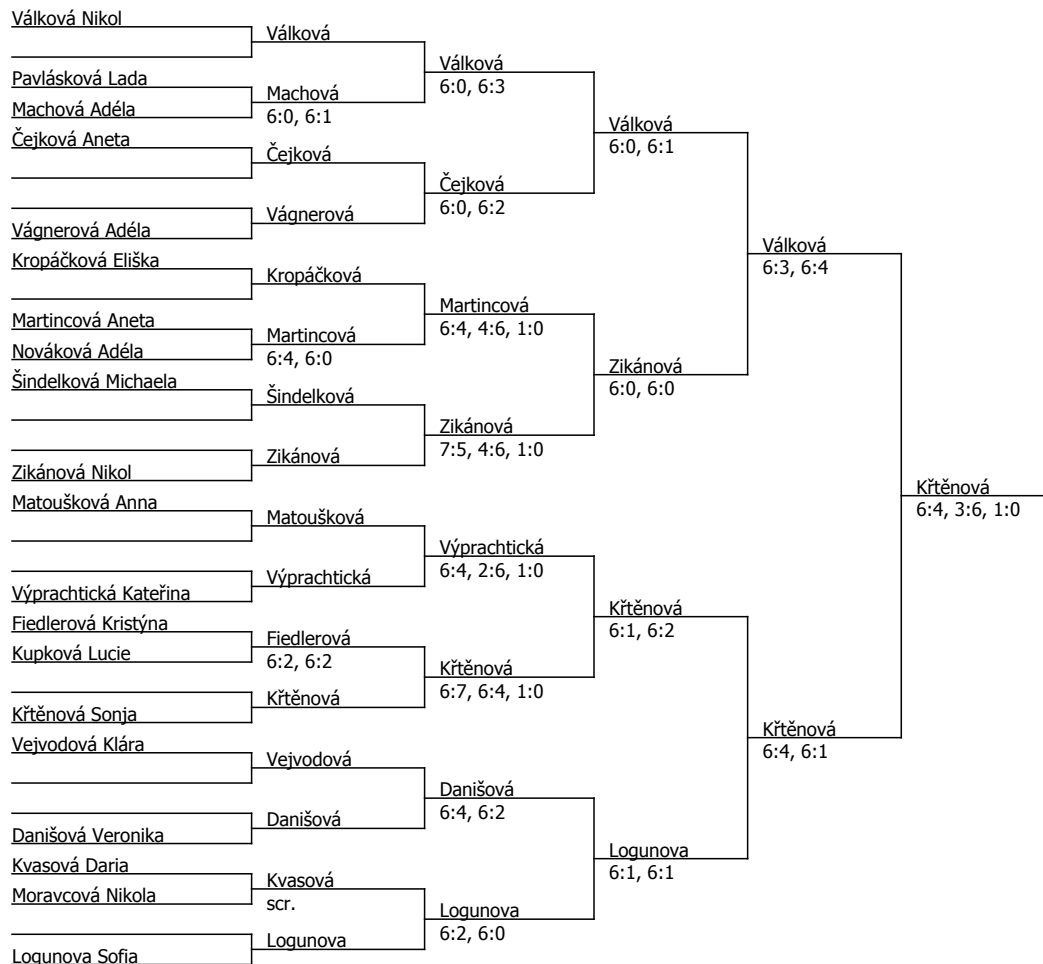 Válková Nikol
Pavlásková Lada
Machová Adéla
Čejková Aneta
Vágnerová Adéla
Kropáčková Eliška
Martincová Aneta
Nováková Adéla
Šindelková Michaela
Zikánová Nikol
Matoušková Anna
Výprachtická Kateřina
Fiedlerová Kristýna
Kupková Lucie
Křtěnová Sonja
Vejvodová Klára
Danišová Veronika
Kvasová Daria
Moravcová Nikola
Logunova Sofia
Válková
Machová
6:0, 6:1
Čejková
Vágnerová
Kropáčková
Martincová
6:4, 6:0
Šindelková
Zikánová
Matoušková
Výprachtická
Fiedlerová
6:2, 6:2
Křtěnová
Vejvodová
Danišová
Kvasová
scr.
Logunova
Válková
6:0, 6:3
Čejková
6:0, 6:2
Martincová
6:4, 4:6, 1:0
Zikánová
7:5, 4:6, 1:0
Výprachtická
6:4, 2:6, 1:0
Křtěnová
6:7, 6:4, 1:0
Danišová
6:4, 6:2
Logunova
6:2, 6:0
Válková
6:0, 6:1
Zikánová
6:0, 6:0
Křtěnová
6:1, 6:2
Logunova
6:1, 6:1
Válková
6:3, 6:4
Křtěnová
6:4, 6:1
Křtěnová
6:4, 3:6, 1:0